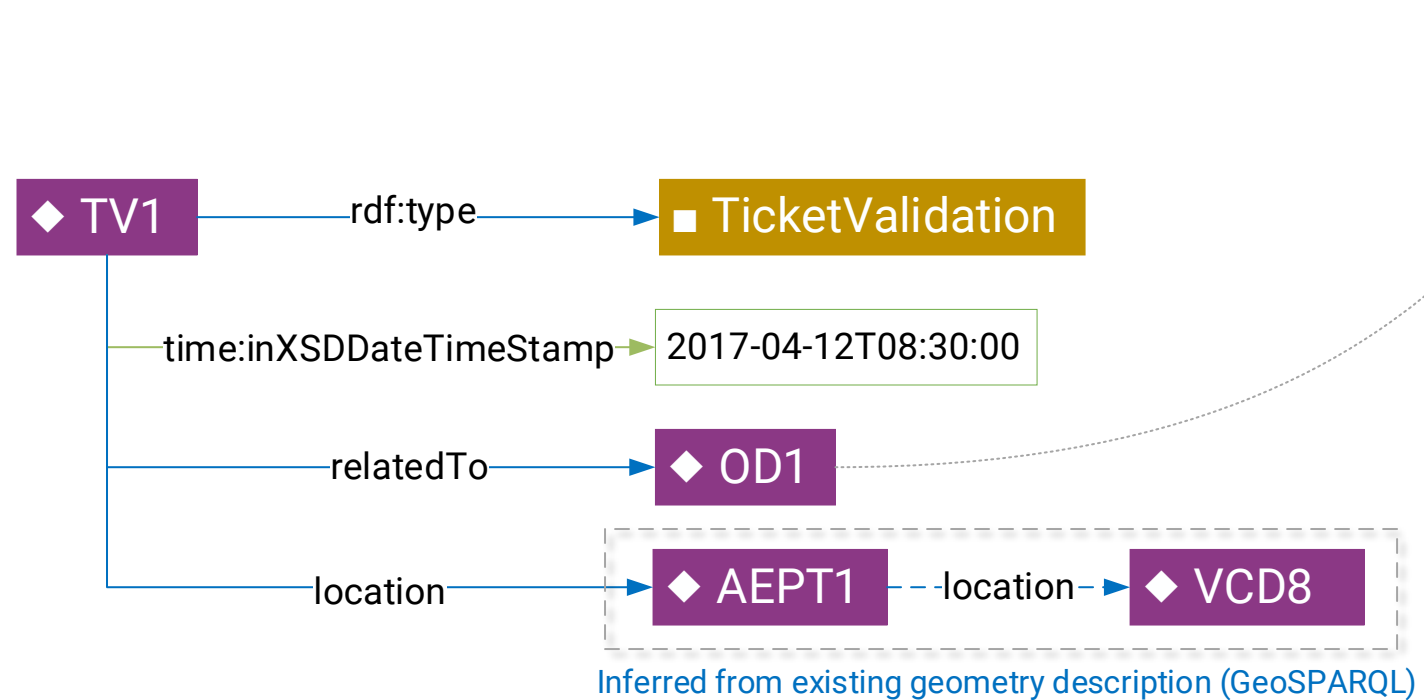 TV1 rdf:type TicketValidation
time:inXSDDateTimeStamp 2017-04-12T08:30:00
relatedTo OD1
location AEPT1 location VCD8
Inferred from existing geometry description (GeoSPARQL)